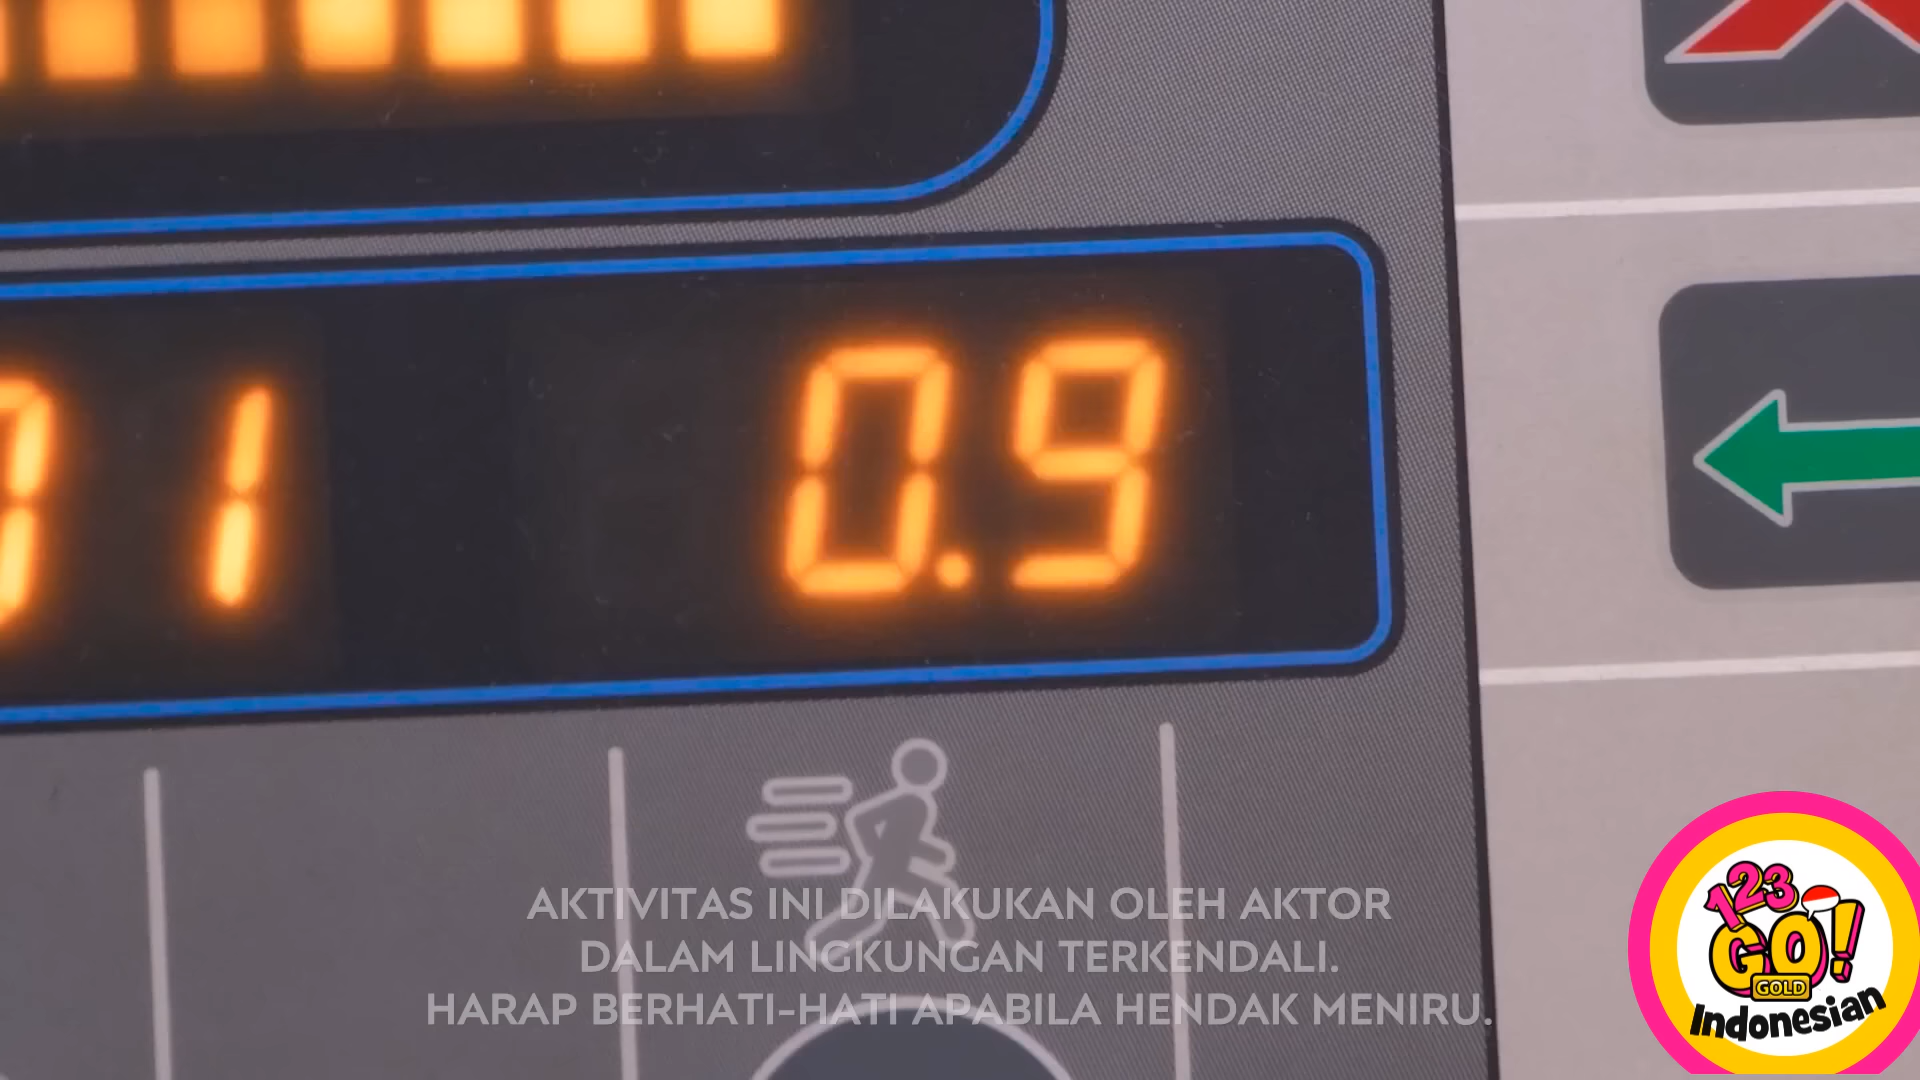 1
0.9
AKTIVITAS INI DILAKUKAN OLEH AKTOR
DALAM LINGKUNGAN TERKENDALI.
HARAP BERHATI-HATI APABILA HENDAK MENIRU.
123
GO!
GOLD
Indonesian